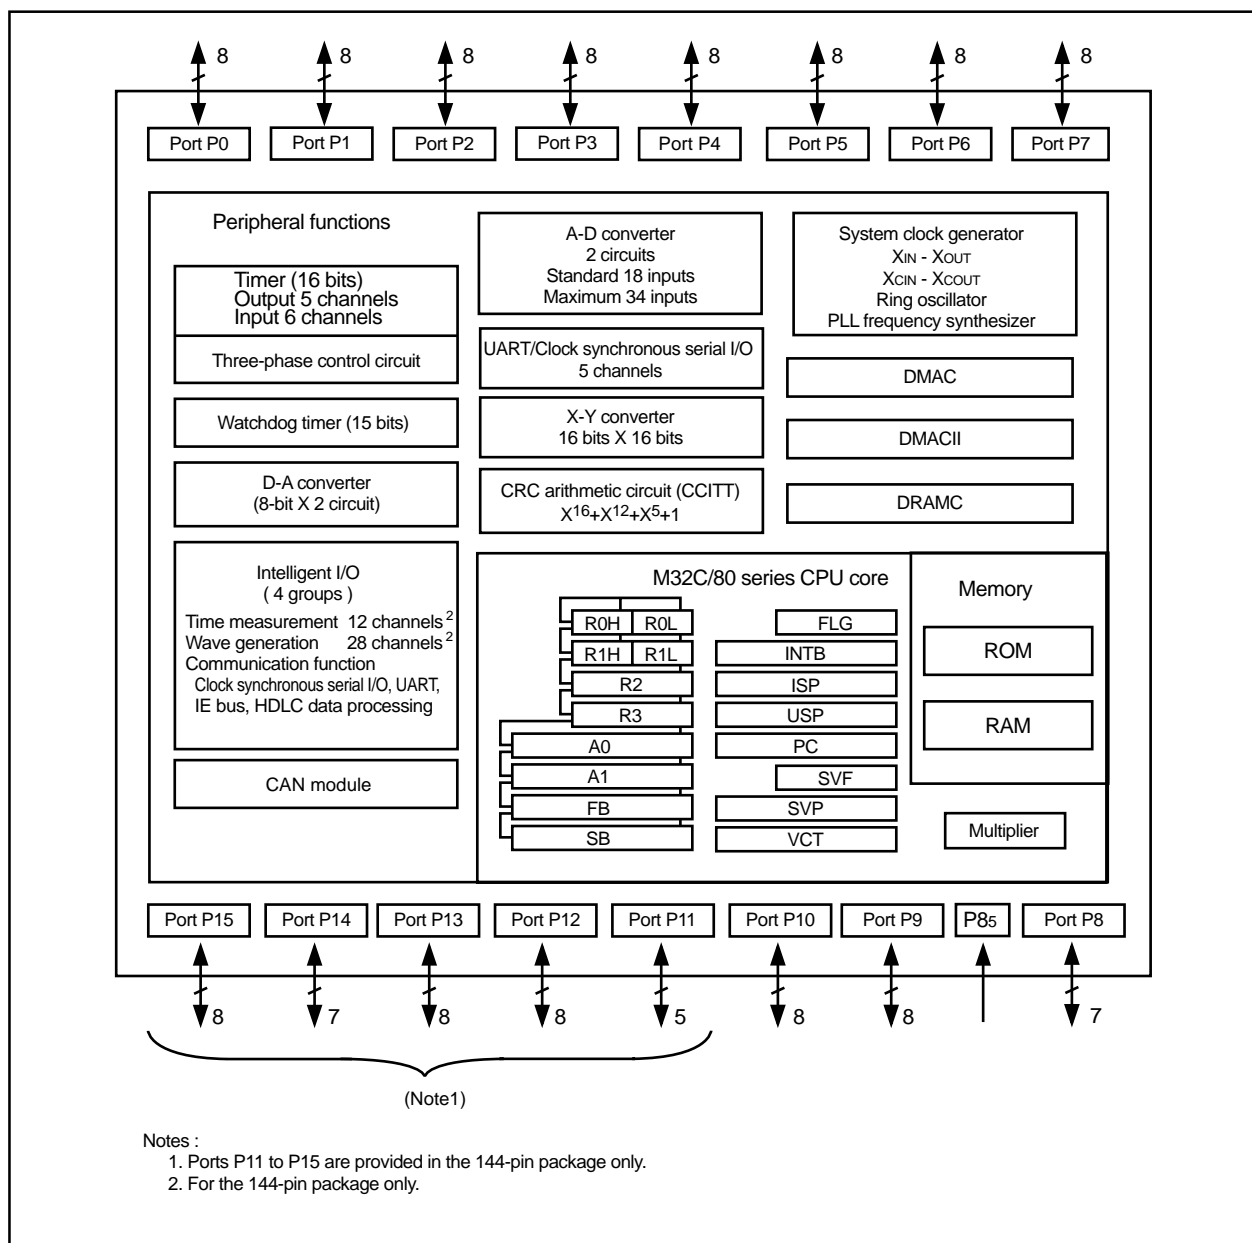 8 8 8 8 8 8 8 8
Port P0 Port P1 Port P2 Port P3 Port P4 Port P5 Port P6 Port P7
Peripheral functions
Timer (16 bits)
Output 5 channels
Input 6 channels
Three-phase control circuit
Watchdog timer (15 bits)
D-A converter
(8-bit X 2 circuit)
Intelligent I/O
( 4 groups )
Time measurement 12 channels²
Wave generation 28 channels²
Communication function
Clock synchronous serial I/O, UART,
IE bus, HDLC data processing
CAN module
A-D converter
2 circuits
Standard 18 inputs
Maximum 34 inputs
UART/Clock synchronous serial I/O
5 channels
X-Y converter
16 bits X 16 bits
CRC arithmetic circuit (CCITT)
X¹⁶+X¹²+X⁵+1
System clock generator
XIN - XOUT
XCIN - XCOUT
Ring oscillator
PLL frequency synthesizer
DMAC
DMACII
DRAMC
M32C/80 series CPU core
R0H R0L
R1H R1L
R2
R3
A0
A1
FB
SB
FLG
INTB
ISP
USP
PC
SVF
SVP
VCT
Memory
ROM
RAM
Multiplier
Port P15 Port P14 Port P13 Port P12 Port P11 Port P10 Port P9 P85 Port P8
8 7 8 8 5 8 8 7
(Note1)
Notes :
1. Ports P11 to P15 are provided in the 144-pin package only.
2. For the 144-pin package only.